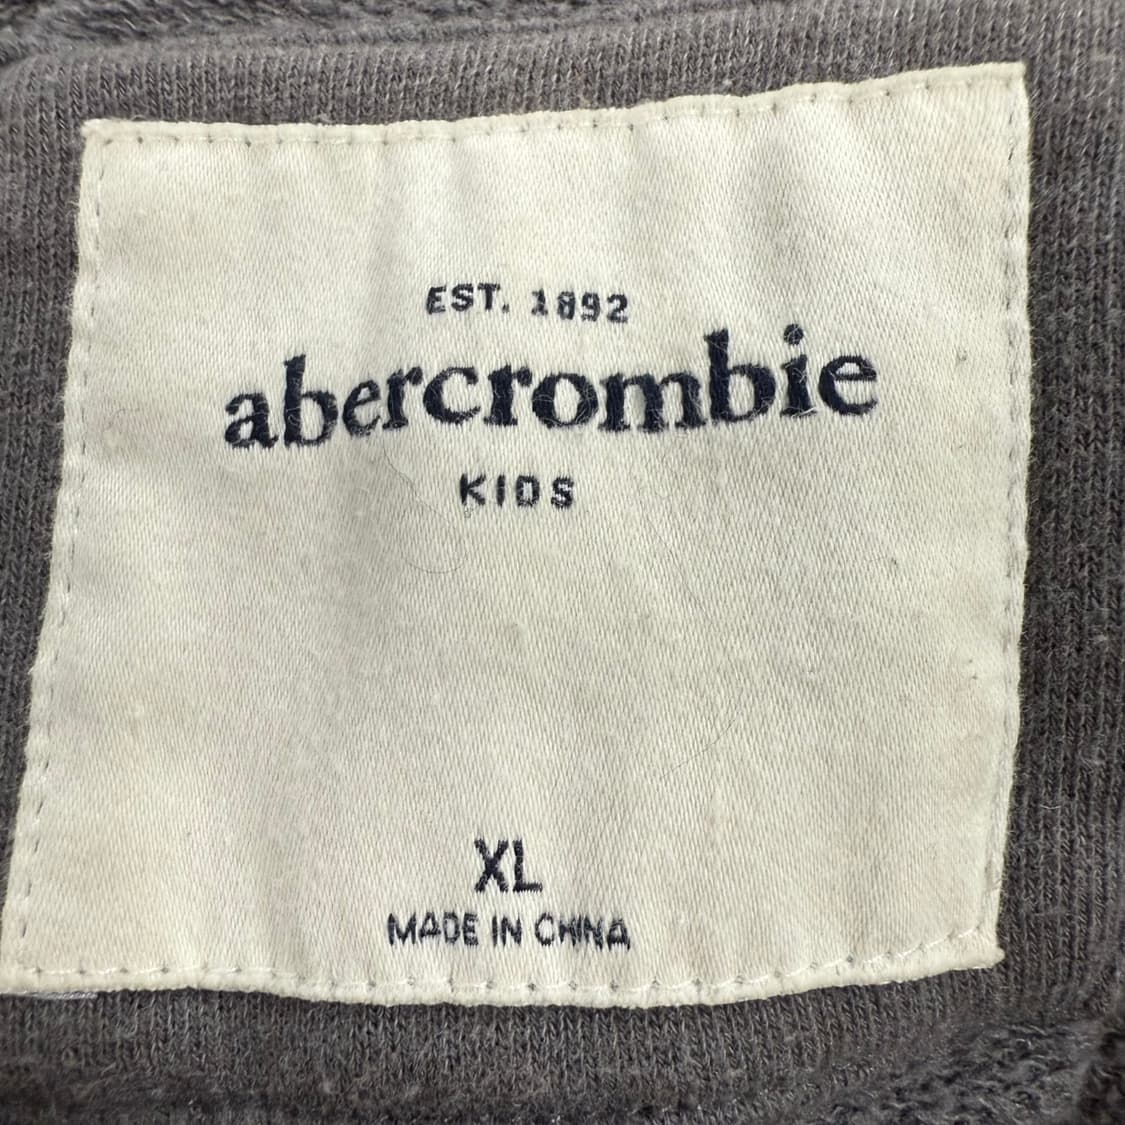 EST. 1892
abercrombie
KIDS
XL
MADE IN CHINA